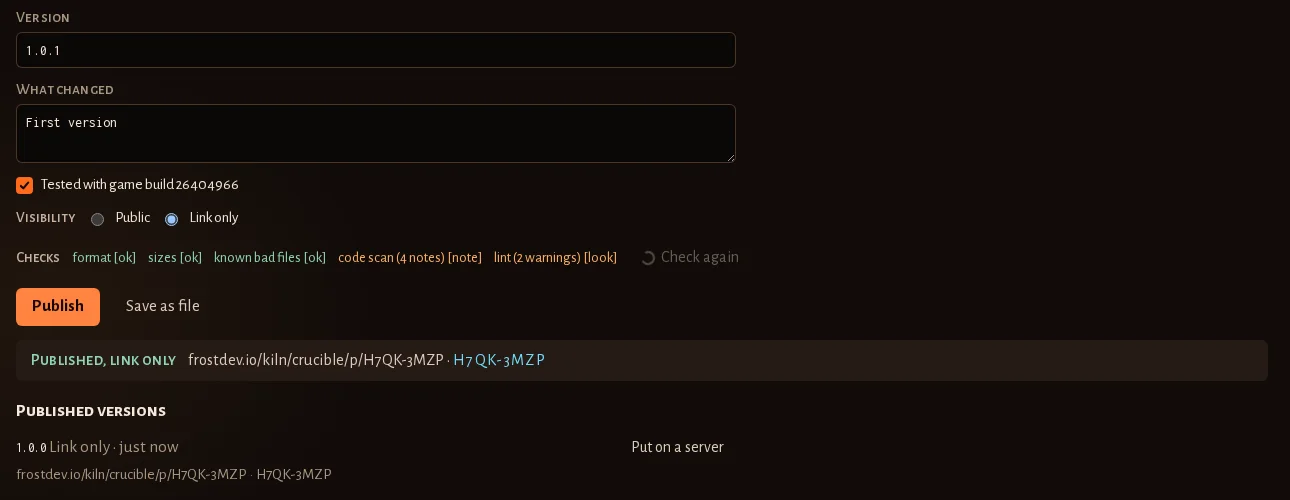 Version
1.0.1
What changed
First version
Tested with game build 26404966
Visibility Public Link only
Checks format [ok] sizes [ok] known bad files [ok] code scan (4 notes) [note] lint (2 warnings) [look] Check again
Publish Save as file
Published, link only frostdev.io/kiln/crucible/p/H7QK-3MZP · H7QK-3MZP
Published versions
1.0.0 Link only · just now Put on a server
frostdev.io/kiln/crucible/p/H7QK-3MZP · H7QK-3MZP